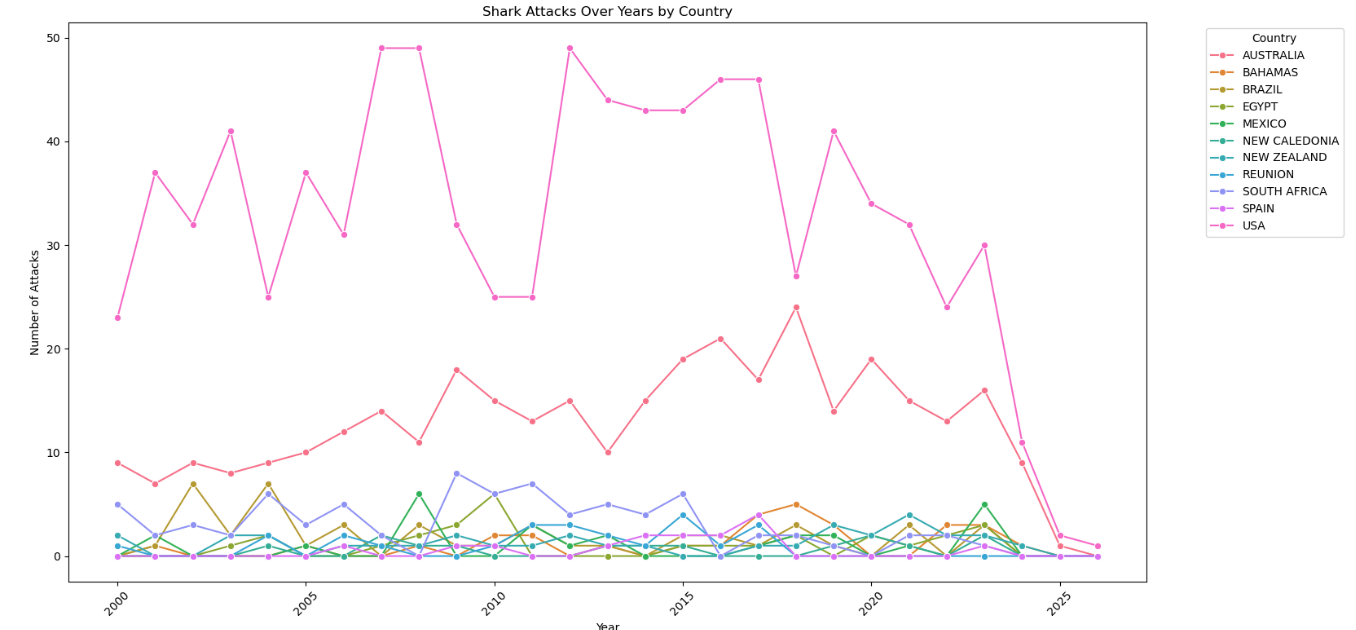 Shark Attacks Over Years by Country
Number of Attacks
50
40
30
20
10
0
2000
2005
2010
2015
2020
2025
Year
Country
AUSTRALIA
BAHAMAS
BRAZIL
EGYPT
MEXICO
NEW CALEDONIA
NEW ZEALAND
REUNION
SOUTH AFRICA
SPAIN
USA